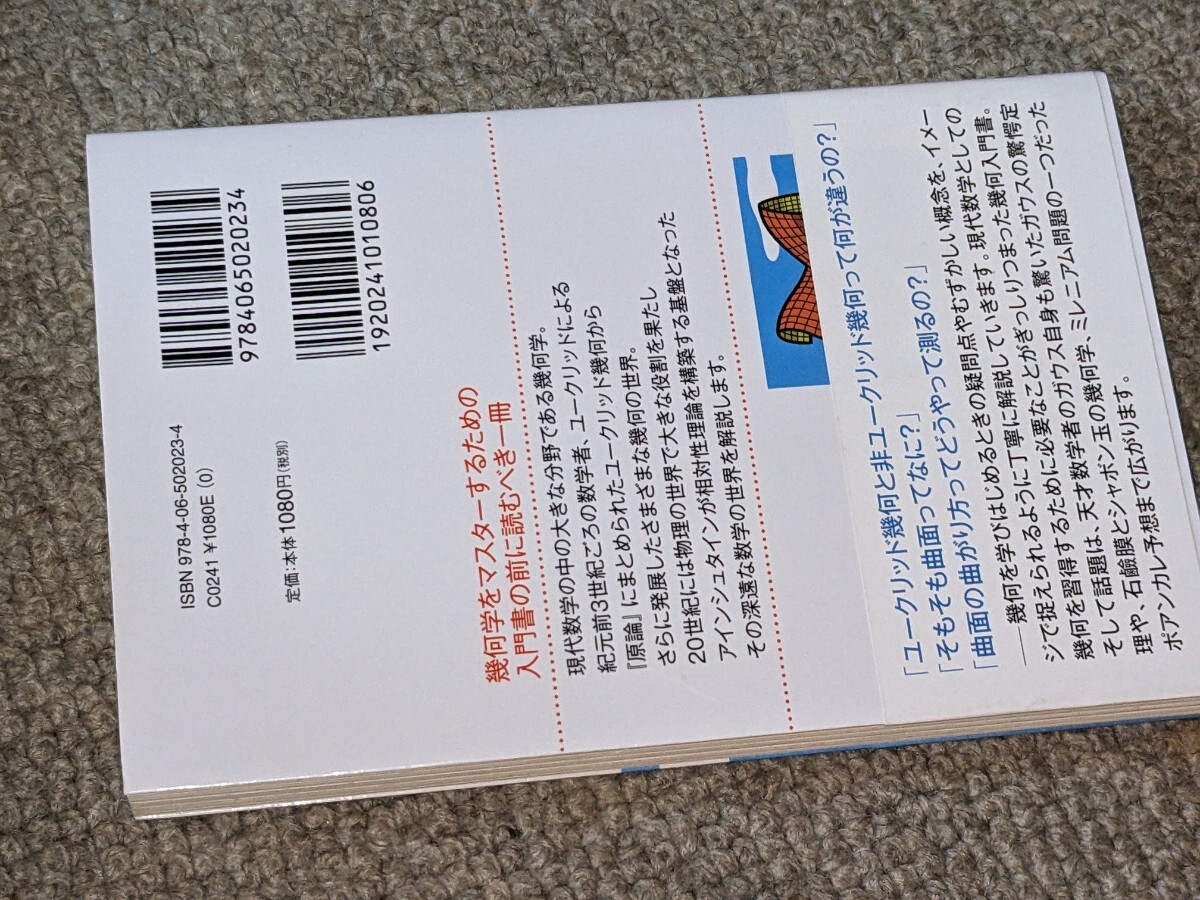 9784065020234
1920241010806
ISBN 978-4-06-502023-4
C0241 ¥1080E (0)
定価:本体1080円(税別)
幾何学をマスターするための
入門書の前に読むべき一冊
現代数学の中の大きな分野である幾何学。
紀元前3世紀ごろの数学者、ユークリッドによる
『原論』にまとめられたユークリッド幾何から
さらに発展したさまざまな幾何の世界。
20世紀には物理の世界で大きな役割を果たし
アインシュタインが相対性理論を構築する基盤となった
その深遠な数学の世界を解説します。
「ユークリッド幾何と非ユークリッド幾何って何が違うの?」
「そもそも曲面ってなに?」
「曲面の曲がり方ってどうやって測るの?」
──幾何を学びはじめるときの疑問点やむずかしい概念を、イメー
ジで捉えられるように丁寧に解説していきます。現代数学としての
幾何を習得するために必要なことがぎっしりつまった幾何入門書。
そして話題は、天才数学者のガウス自身も驚いたガウスの驚愕定
理や、石鹼膜とシャボン玉の幾何学、ミレニアム問題の一つだった
ポアンカレ予想まで広がります。